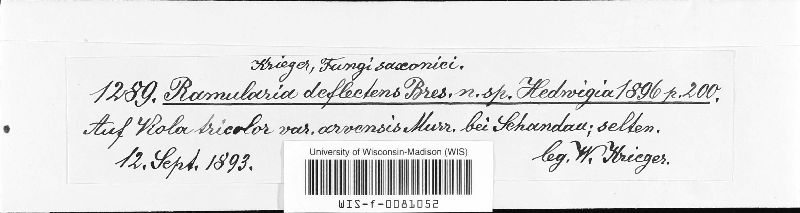 Krieger, Fungi saxonici.
1289. Ramularia deflectens Bres. n. sp. Hedwigia 1896 p. 200.
Auf Viola tricolor var. arvensis Murr. bei Schandau; selten.
12. Sept. 1893. leg. W. Krieger.
University of Wisconsin-Madison (WIS)
WIS-f-0081052